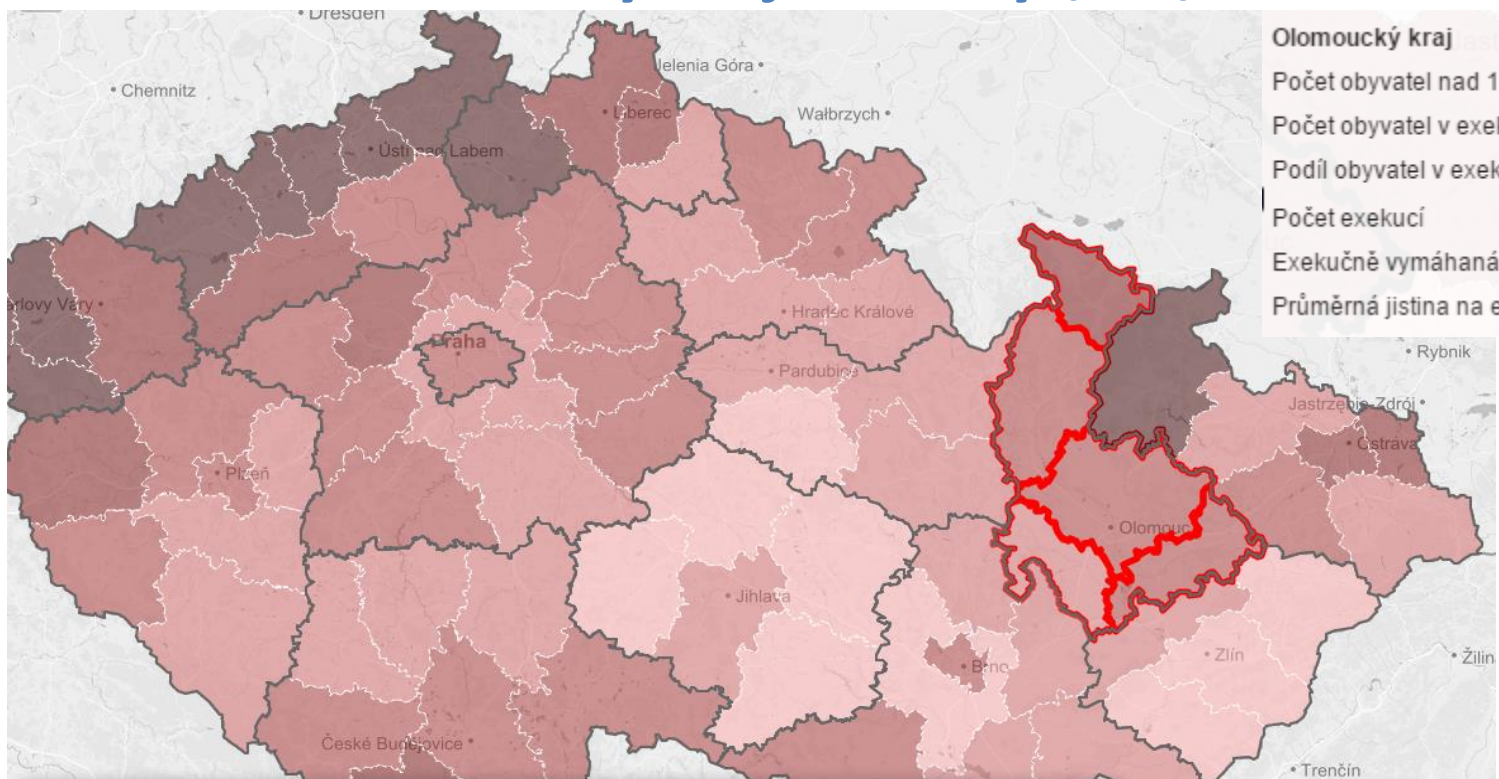 Dresden
Chemnitz
Jelenia Góra
Wałbrzych
Liberec
Ústí nad Labem
Karlovy Vary
Praha
Hradec Králové
Pardubice
Plzeň
Jihlava
České Budějovice
Brno
Olomouc
Ostrava
Zlín
Rybnik
Jastrzębie-Zdrój
Žilin
Trenčín
Olomoucký kraj
Počet obyvatel nad 1
Počet obyvatel v exe
Podíl obyvatel v exek
Počet exekucí
Exekučně vymáhaná
Průměrná jistina na e